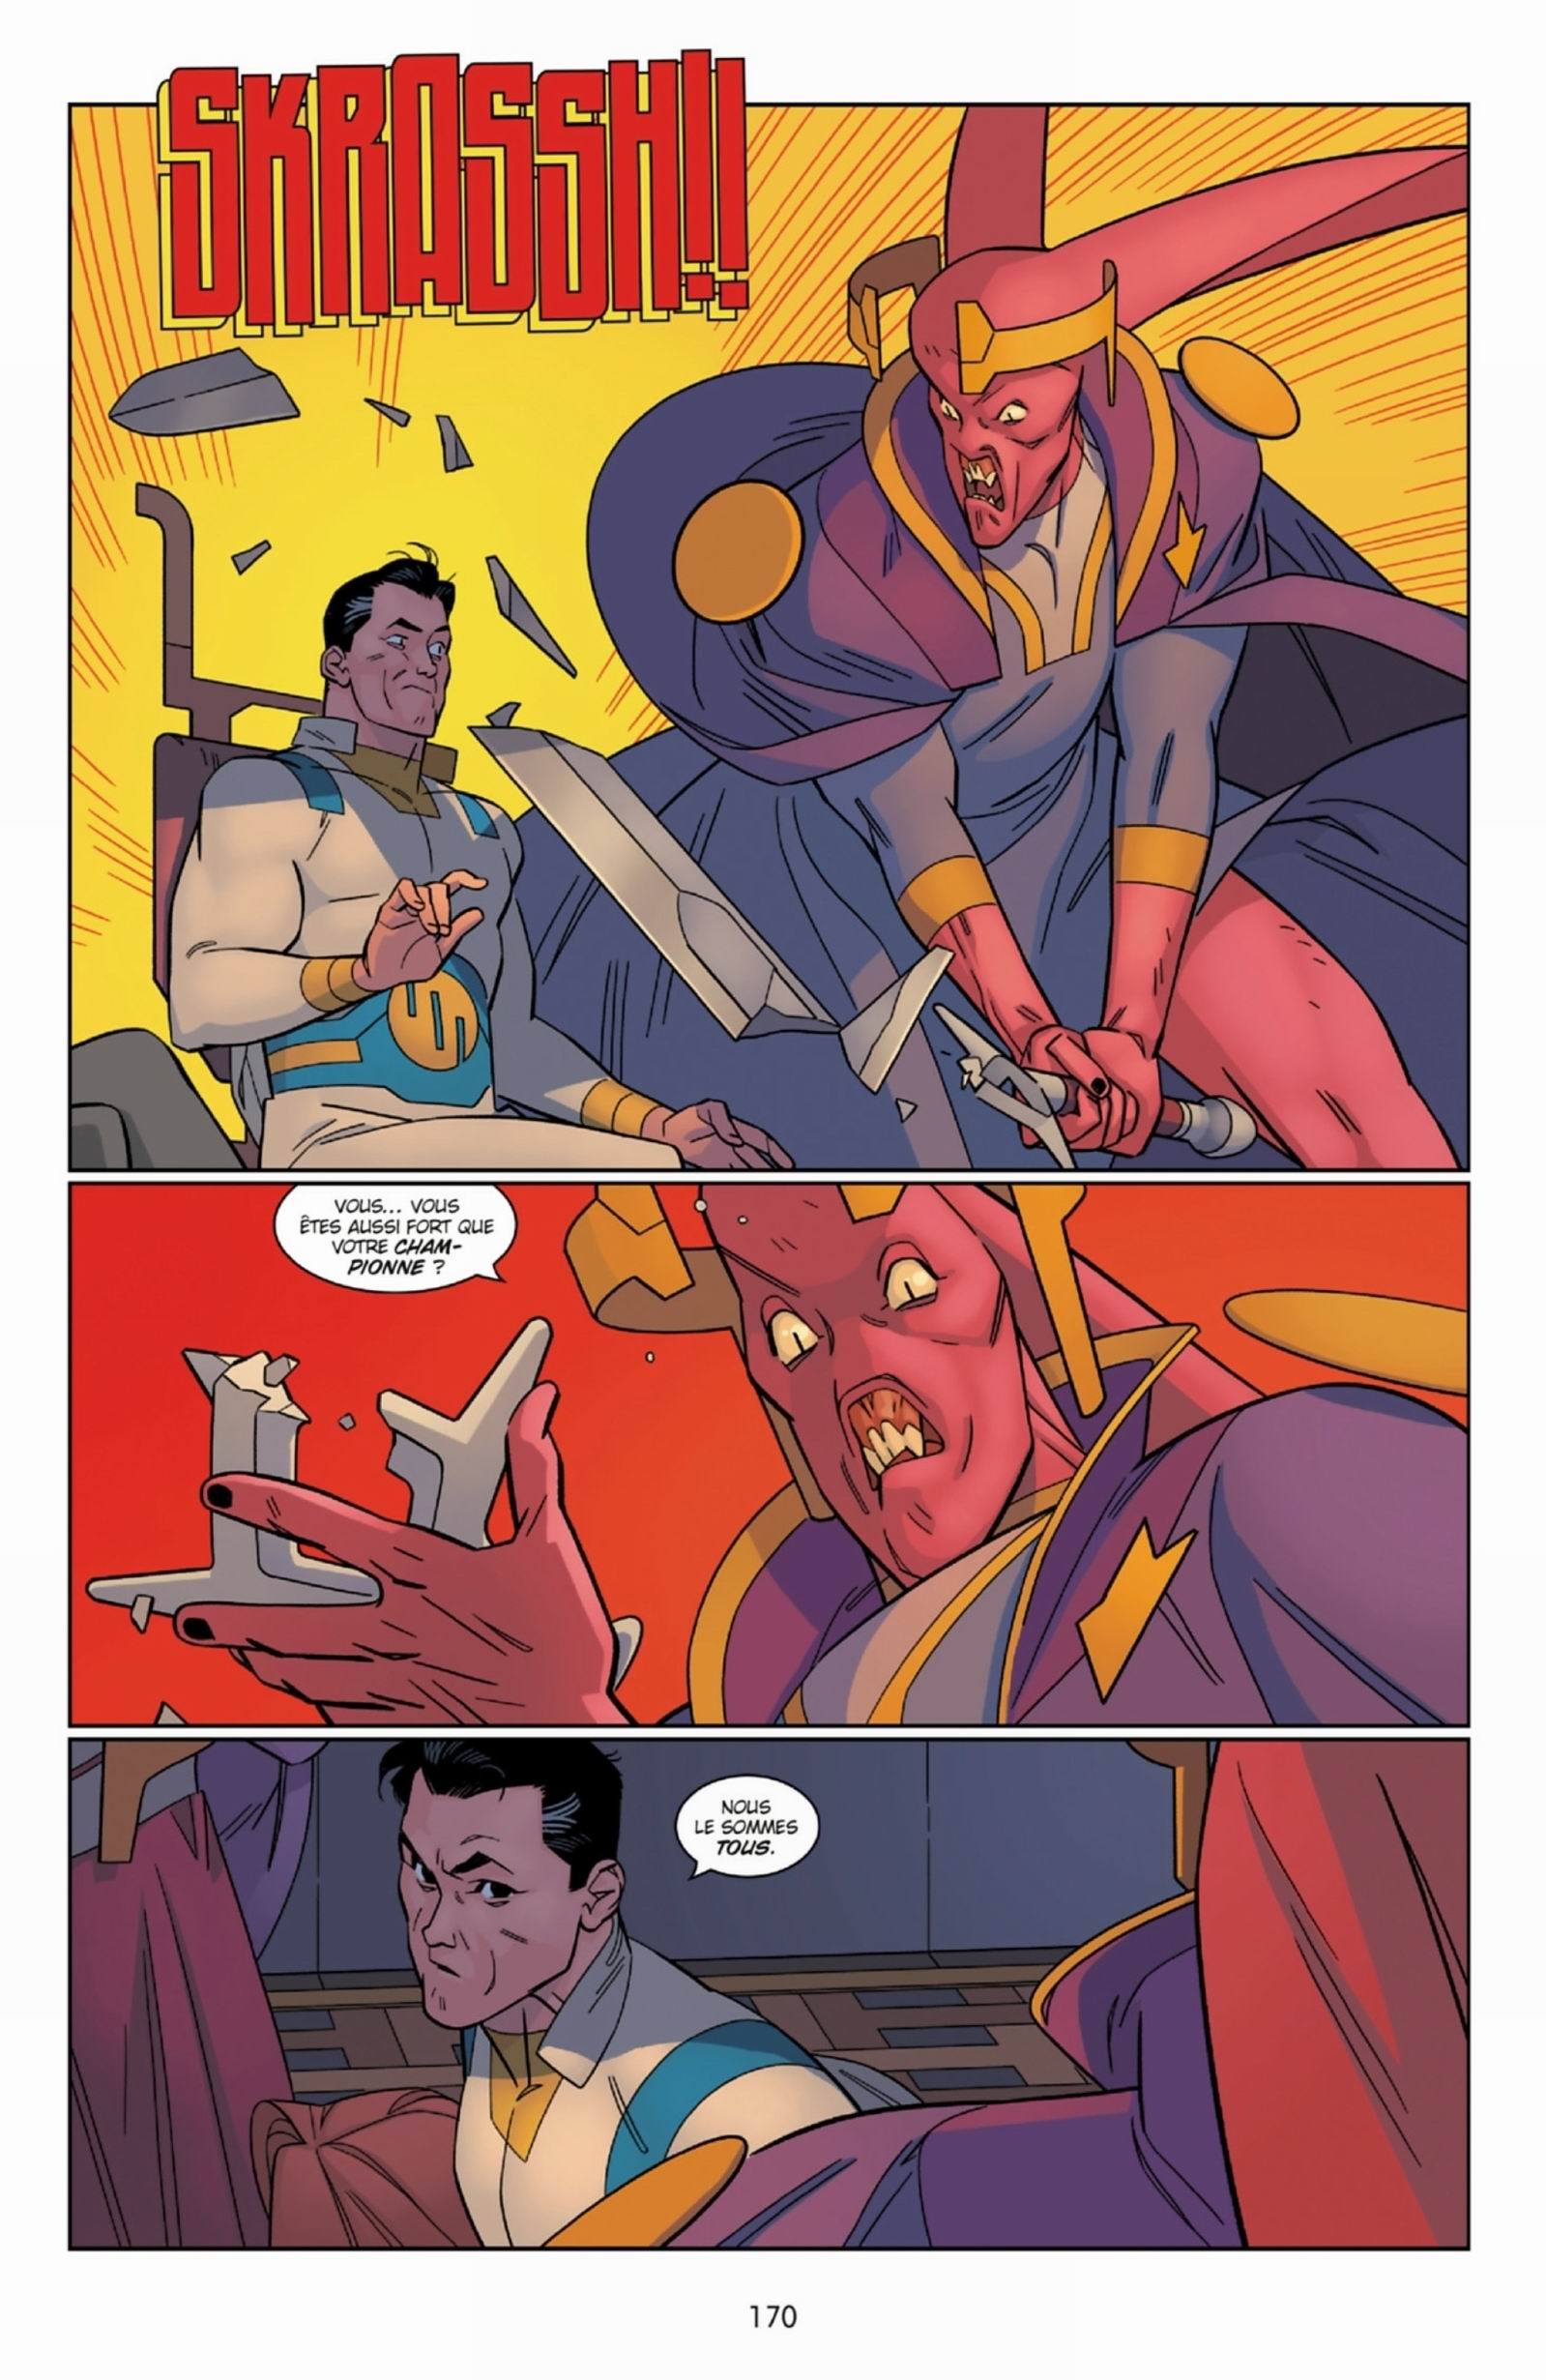 SKRASSH!!
VOUS... VOUS
ÊTES AUSSI FORT QUE
VOTRE CHAM-
PIONNE ?
NOUS
LE SOMMES
TOUS.
170